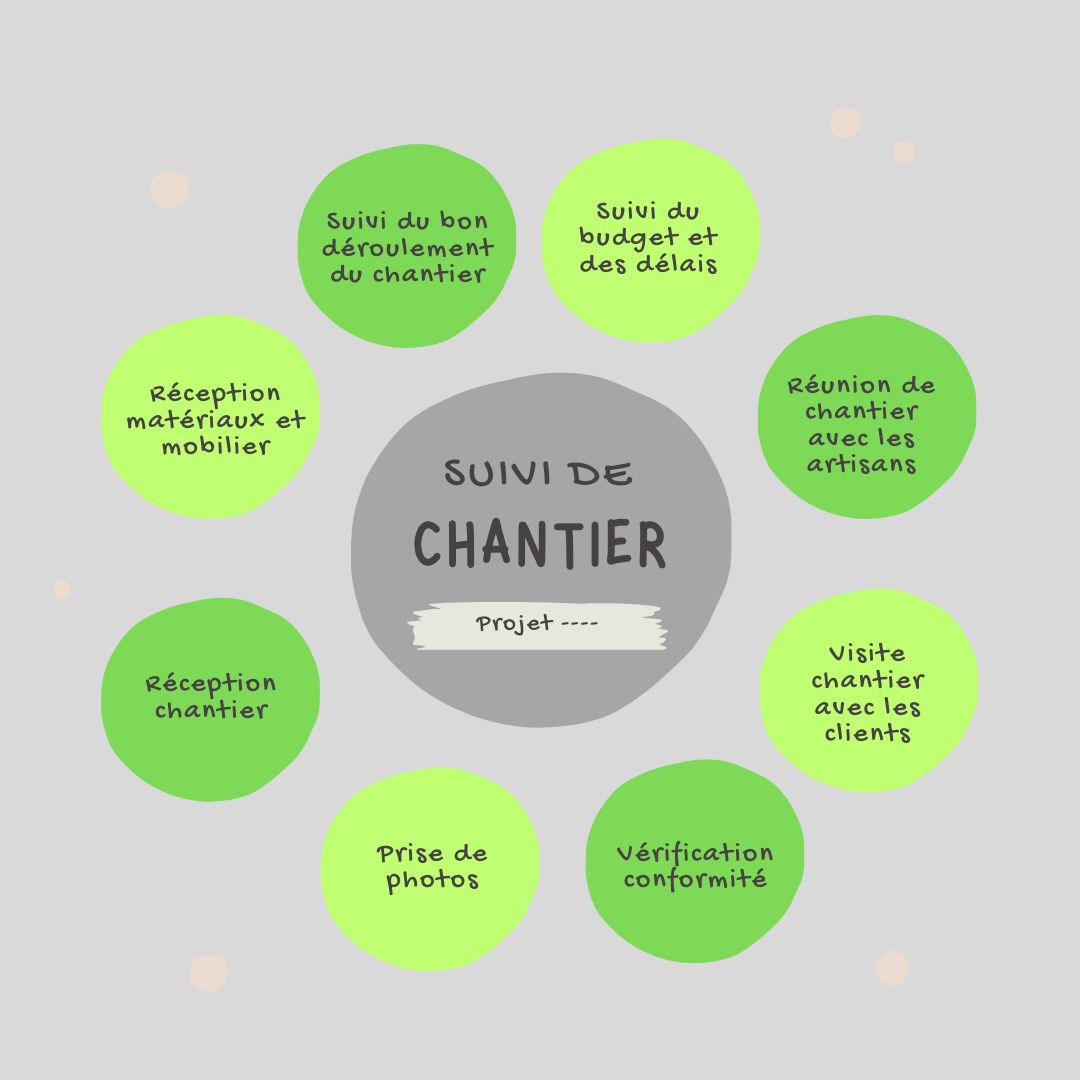 Suivi du bon
déroulement
du chantier
Suivi du
budget et
des délais
Réception
matériaux et
mobilier
Réunion de
chantier
avec les
artisans
SUIVI DE
CHANTIER
Projet ----
Réception
chantier
Visite
chantier
avec les
clients
Prise de
photos
Vérification
conformité